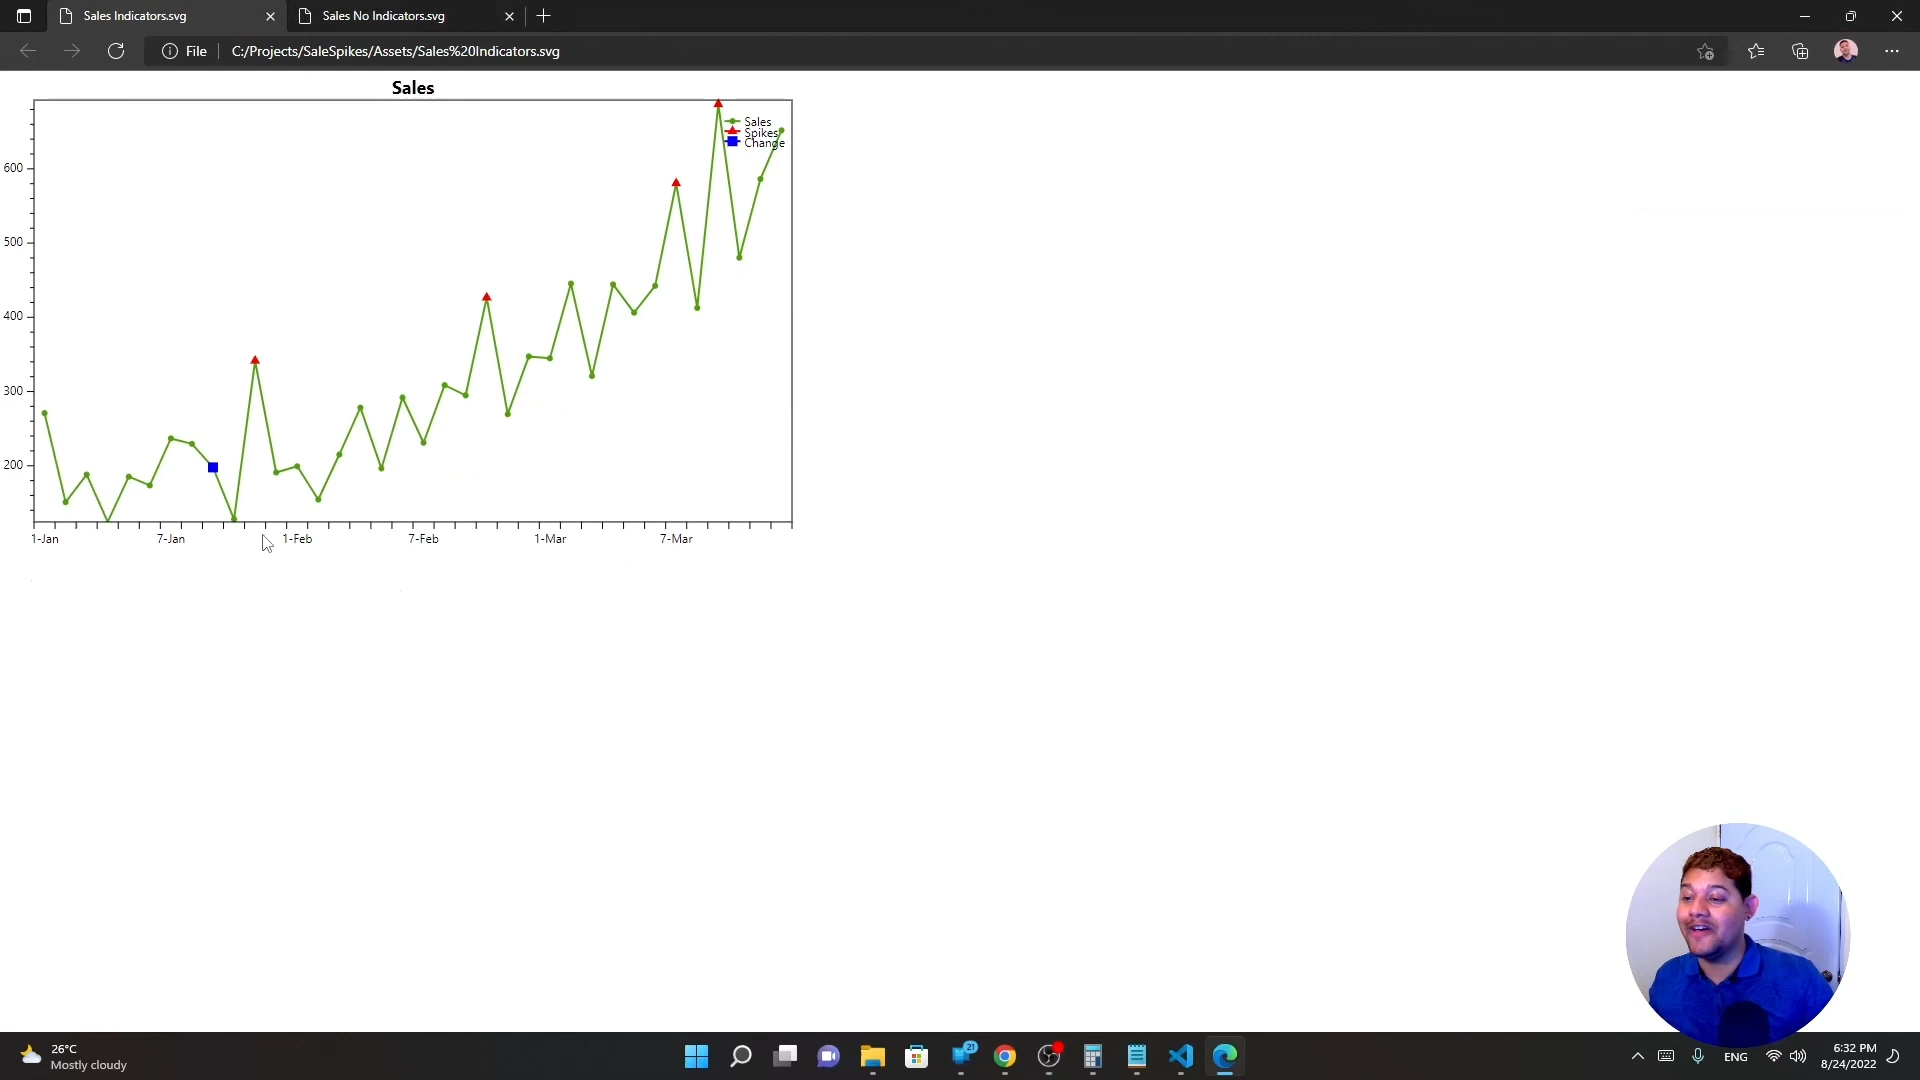 Sales Indicators.svg
Sales No Indicators.svg
File
C:/Projects/SaleSpikes/Assets/Sales%20Indicators.svg
Sales
Sales
Spikes
Change
600
500
400
300
200
1-Jan
7-Jan
1-Feb
7-Feb
1-Mar
7-Mar
26°C
Mostly cloudy
21
ENG
6:32 PM
8/24/2022